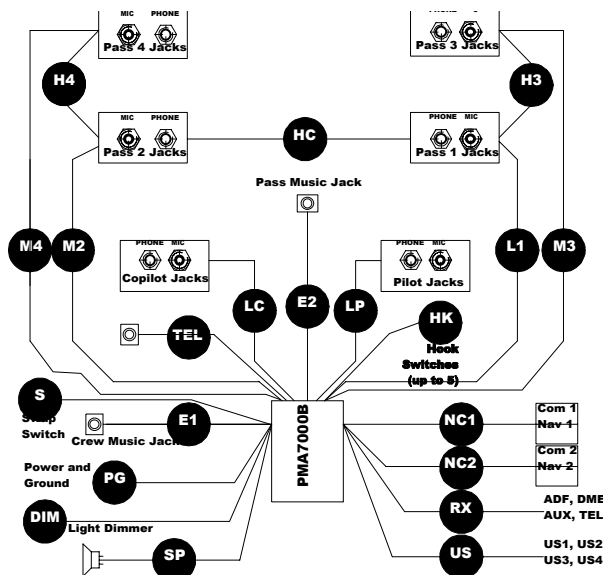 MIC PHONE
Pass 4 Jacks
PHONE
Pass 3 Jacks
H4
H3
MIC PHONE
Pass 2 Jacks
HC
PHONE MIC
Pass 1 Jacks
Pass Music Jack
M4
M2
L1
M3
PHONE MIC
Copilot Jacks
PHONE MIC
Pilot Jacks
LC
E2
LP
HK
Hook
Switches
(up to 5)
TEL
S
Swap
Switch
E1
Crew Music Jack
PMA7000B
NC1
Com 1
Nav 1
NC2
Com 2
Nav 2
Power and
Ground
PG
RX
ADF, DME
AUX, TEL
DIM
Light Dimmer
SP
US
US1, US2
US3, US4